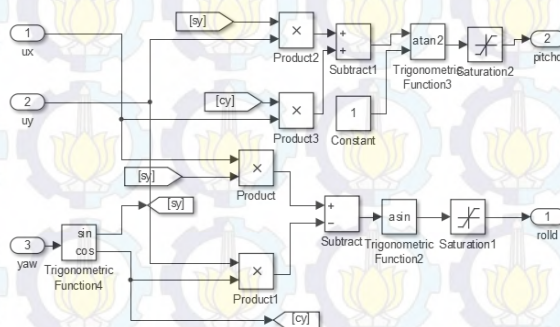 [sy]
1
ux
×
Product2
+
+
Subtract1
atan2
Trigonometric
Function3
Saturation2
2
pitchd
2
uy
[cy]
×
Product3
1
Constant
[sy]
×
Product
[sy]
+
−
Subtract
asin
Trigonometric
Function2
Saturation1
1
rolld
3
yaw
sin
cos
Trigonometric
Function4
×
Product1
[cy]